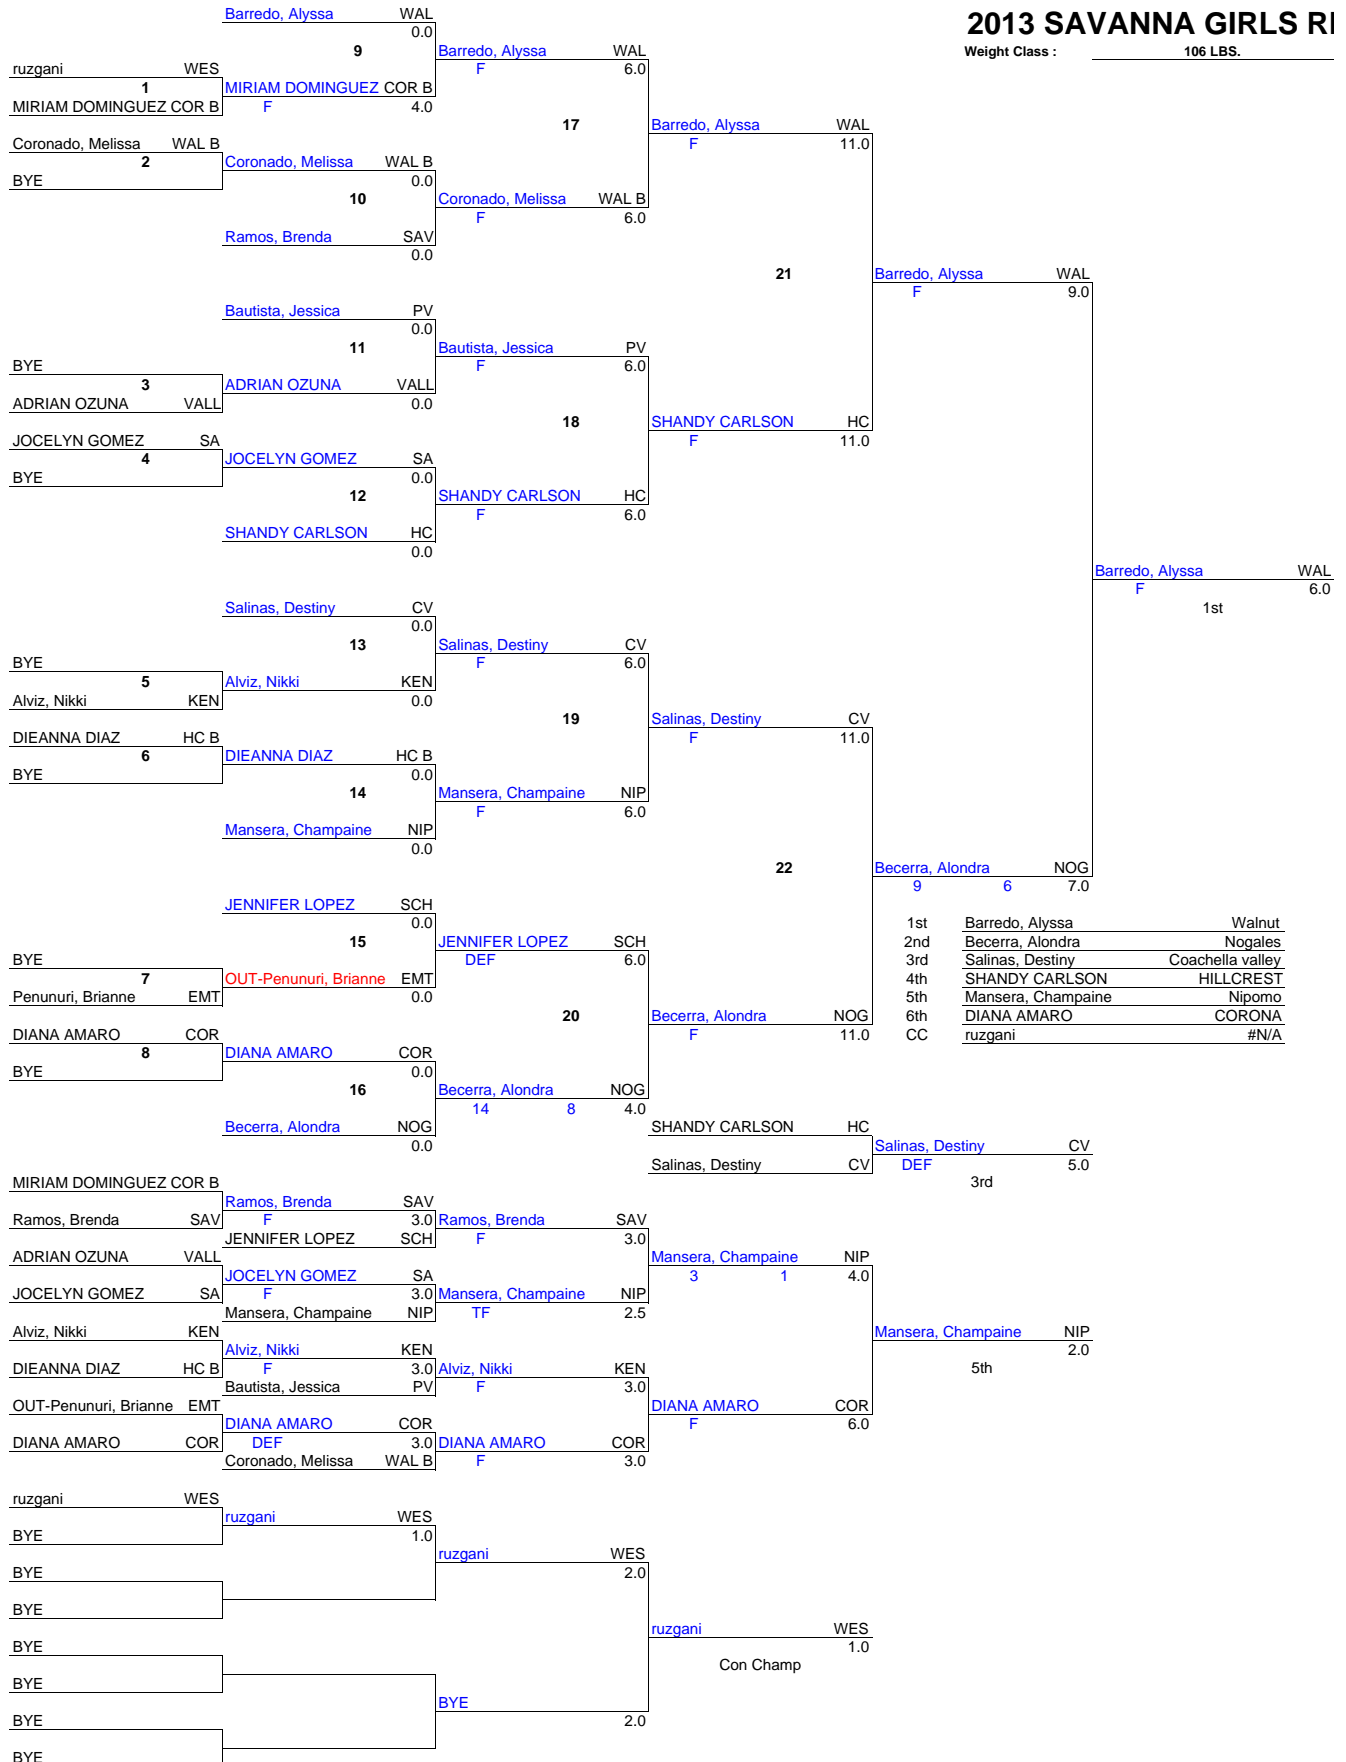 Barredo, Alyssa WAL
2013 SAVANNA GIRLS RI
0.0
9 Barredo, Alyssa WAL
Weight Class : 106 LBS.
ruzgani WES
F 6.0
1 MIRIAM DOMINGUEZ COR B
MIRIAM DOMINGUEZ COR B
F 4.0
17 Barredo, Alyssa WAL
Coronado, Melissa WAL B
F 11.0
2 Coronado, Melissa WAL B
BYE
0.0
10 Coronado, Melissa WAL B
F 6.0
Ramos, Brenda SAV
0.0
21 Barredo, Alyssa WAL
F 9.0
Bautista, Jessica PV
0.0
11 Bautista, Jessica PV
BYE
F 6.0
3 ADRIAN OZUNA VALL
ADRIAN OZUNA VALL
0.0
18 SHANDY CARLSON HC
JOCELYN GOMEZ SA
F 11.0
4 JOCELYN GOMEZ SA
BYE
0.0
12 SHANDY CARLSON HC
F 6.0
SHANDY CARLSON HC
0.0
Barredo, Alyssa WAL
F 6.0
1st
Salinas, Destiny CV
0.0
13 Salinas, Destiny CV
BYE
F 6.0
5 Alviz, Nikki KEN
Alviz, Nikki KEN
0.0
19 Salinas, Destiny CV
DIEANNA DIAZ HC B
F 11.0
6 DIEANNA DIAZ HC B
BYE
0.0
14 Mansera, Champaine NIP
F 6.0
Mansera, Champaine NIP
0.0
22 Becerra, Alondra NOG
9 6 7.0
JENNIFER LOPEZ SCH
0.0
1st Barredo, Alyssa Walnut
15 JENNIFER LOPEZ SCH
2nd Becerra, Alondra Nogales
BYE
DEF 6.0
3rd Salinas, Destiny Coachella valley
7 OUT-Penunuri, Brianne EMT
4th SHANDY CARLSON HILLCREST
Penunuri, Brianne EMT
0.0
5th Mansera, Champaine Nipomo
20 Becerra, Alondra NOG
6th DIANA AMARO CORONA
DIANA AMARO COR
F 11.0
CC ruzgani #N/A
8 DIANA AMARO COR
BYE
0.0
16 Becerra, Alondra NOG
14 8 4.0
Becerra, Alondra NOG
SHANDY CARLSON HC
0.0
Salinas, Destiny CV
Salinas, Destiny CV
DEF 5.0
3rd
MIRIAM DOMINGUEZ COR B
Ramos, Brenda SAV
Ramos, Brenda SAV
F 3.0
Ramos, Brenda SAV
JENNIFER LOPEZ SCH
F 3.0
ADRIAN OZUNA VALL
Mansera, Champaine NIP
JOCELYN GOMEZ SA
3 1 4.0
JOCELYN GOMEZ SA
F 3.0
Mansera, Champaine NIP
Mansera, Champaine NIP
TF 2.5
Alviz, Nikki KEN
Mansera, Champaine NIP
Alviz, Nikki KEN
2.0
DIEANNA DIAZ HC B
F 3.0
Alviz, Nikki KEN
5th
Bautista, Jessica PV
F 3.0
OUT-Penunuri, Brianne EMT
DIANA AMARO COR
DIANA AMARO COR
F 6.0
DIANA AMARO COR
DEF 3.0
DIANA AMARO COR
Coronado, Melissa WAL B
F 3.0
ruzgani WES
ruzgani WES
BYE
1.0
ruzgani WES
BYE
2.0
BYE
ruzgani WES
BYE
1.0
Con Champ
BYE
BYE
BYE
2.0
BYE